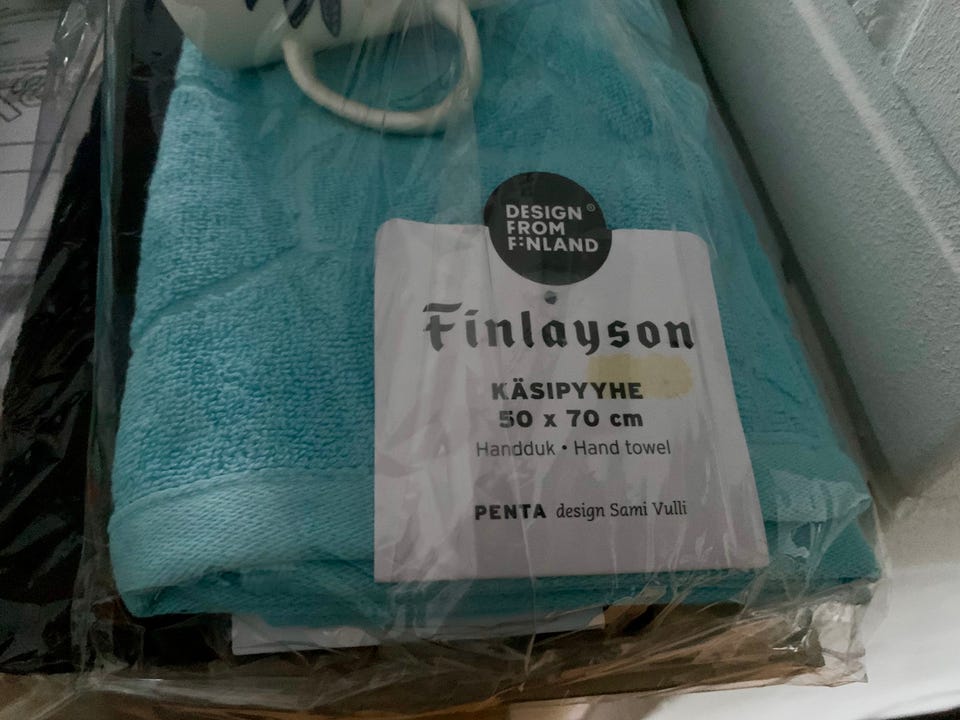 DESIGN
FROM
FINLAND
®
Finlayson
KÄSIPYYHE
50 x 70 cm
Handduk • Hand towel
PENTA design Sami Vulli